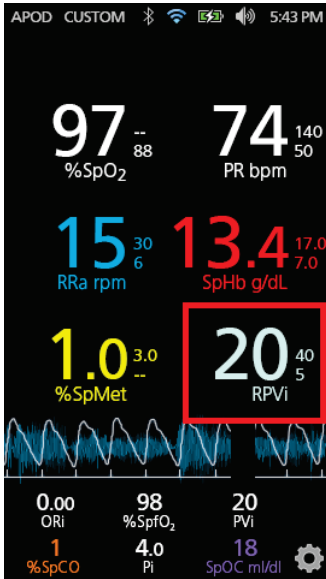 APOD CUSTOM 5:43 PM
97 -- 88 74 140 50
%SpO2 PR bpm
15 30 6 13.4 17.0 7.0
RRa rpm SpHb g/dL
1.0 3.0 -- 20 40 5
%SpMet RPVi
0.00 98 20
ORi %SpfO2 PVi
1 4.0 18
%SpCO Pi SpOC ml/dl